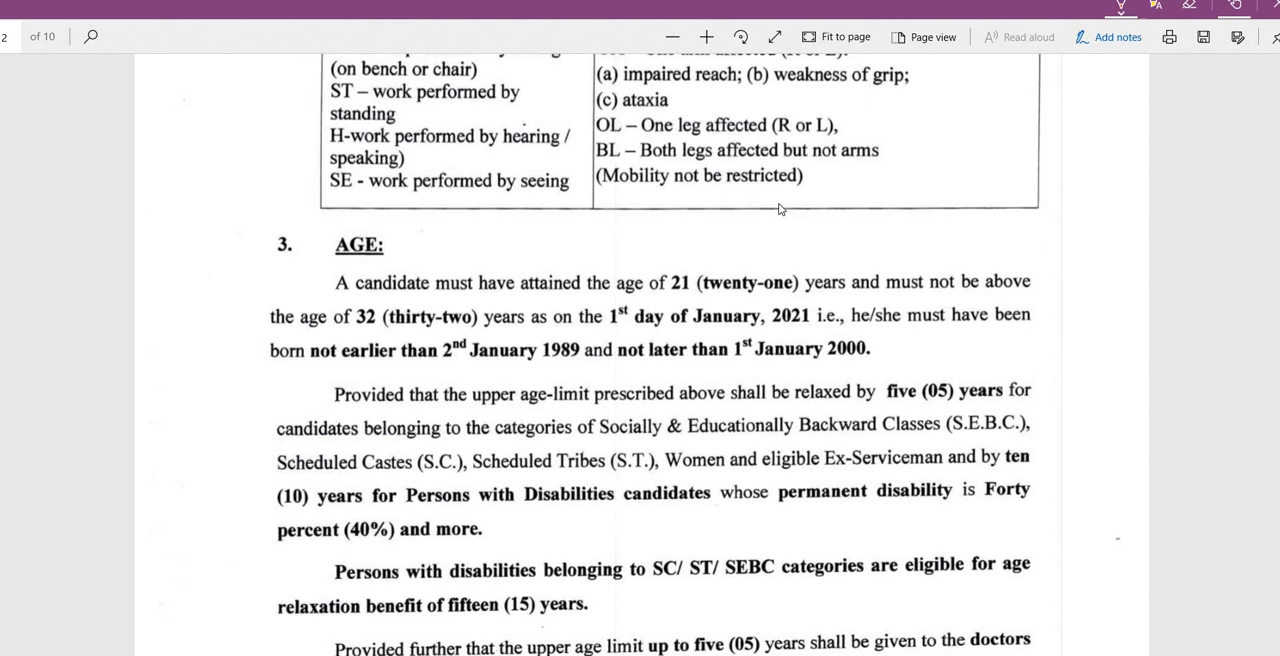 2 of 10 Fit to page Page view Read aloud Add notes
(on bench or chair)
ST – work performed by
standing
H-work performed by hearing /
speaking)
SE - work performed by seeing
(a) impaired reach; (b) weakness of grip;
(c) ataxia
OL – One leg affected (R or L),
BL – Both legs affected but not arms
(Mobility not be restricted)
3. AGE:
A candidate must have attained the age of 21 (twenty-one) years and must not be above
the age of 32 (thirty-two) years as on the 1st day of January, 2021 i.e., he/she must have been
born not earlier than 2nd January 1989 and not later than 1st January 2000.
Provided that the upper age-limit prescribed above shall be relaxed by five (05) years for
candidates belonging to the categories of Socially & Educationally Backward Classes (S.E.B.C.),
Scheduled Castes (S.C.), Scheduled Tribes (S.T.), Women and eligible Ex-Serviceman and by ten
(10) years for Persons with Disabilities candidates whose permanent disability is Forty
percent (40%) and more.
Persons with disabilities belonging to SC/ ST/ SEBC categories are eligible for age
relaxation benefit of fifteen (15) years.
Provided further that the upper age limit up to five (05) years shall be given to the doctors